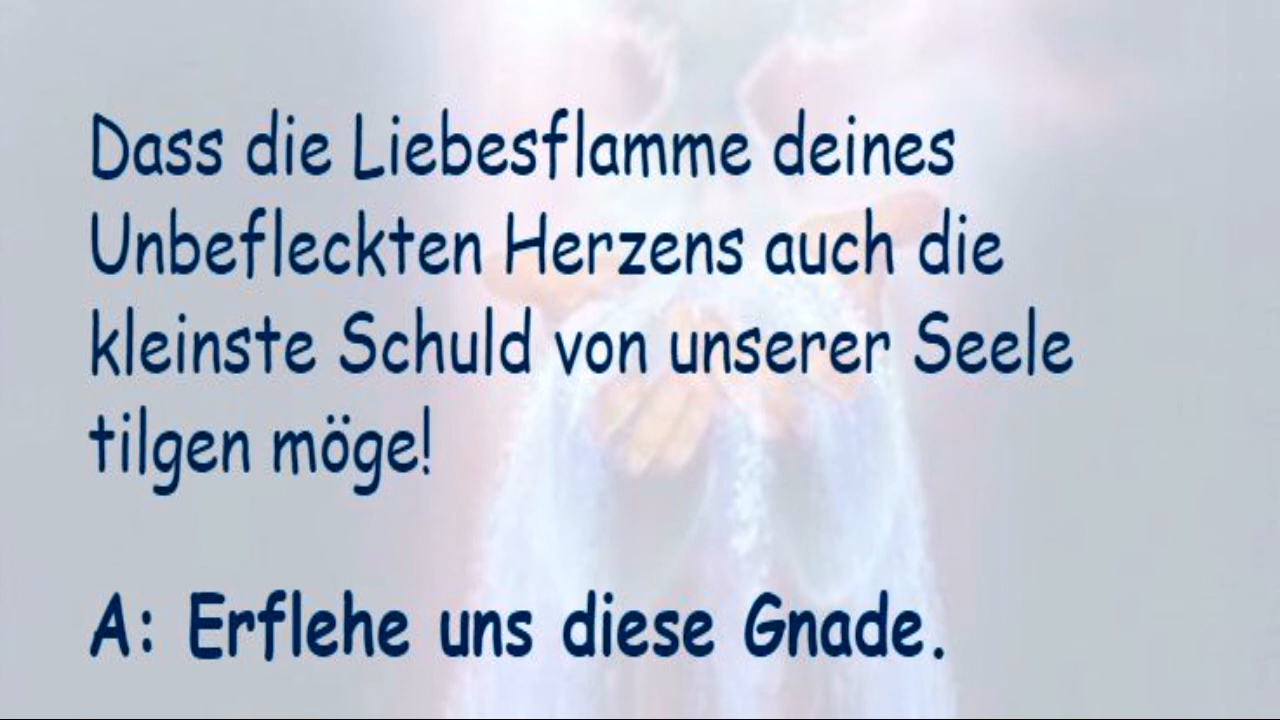 Dass die Liebesflamme deines
Unbefleckten Herzens auch die
kleinste Schuld von unserer Seele
tilgen möge!
A: Erflehe uns diese Gnade.